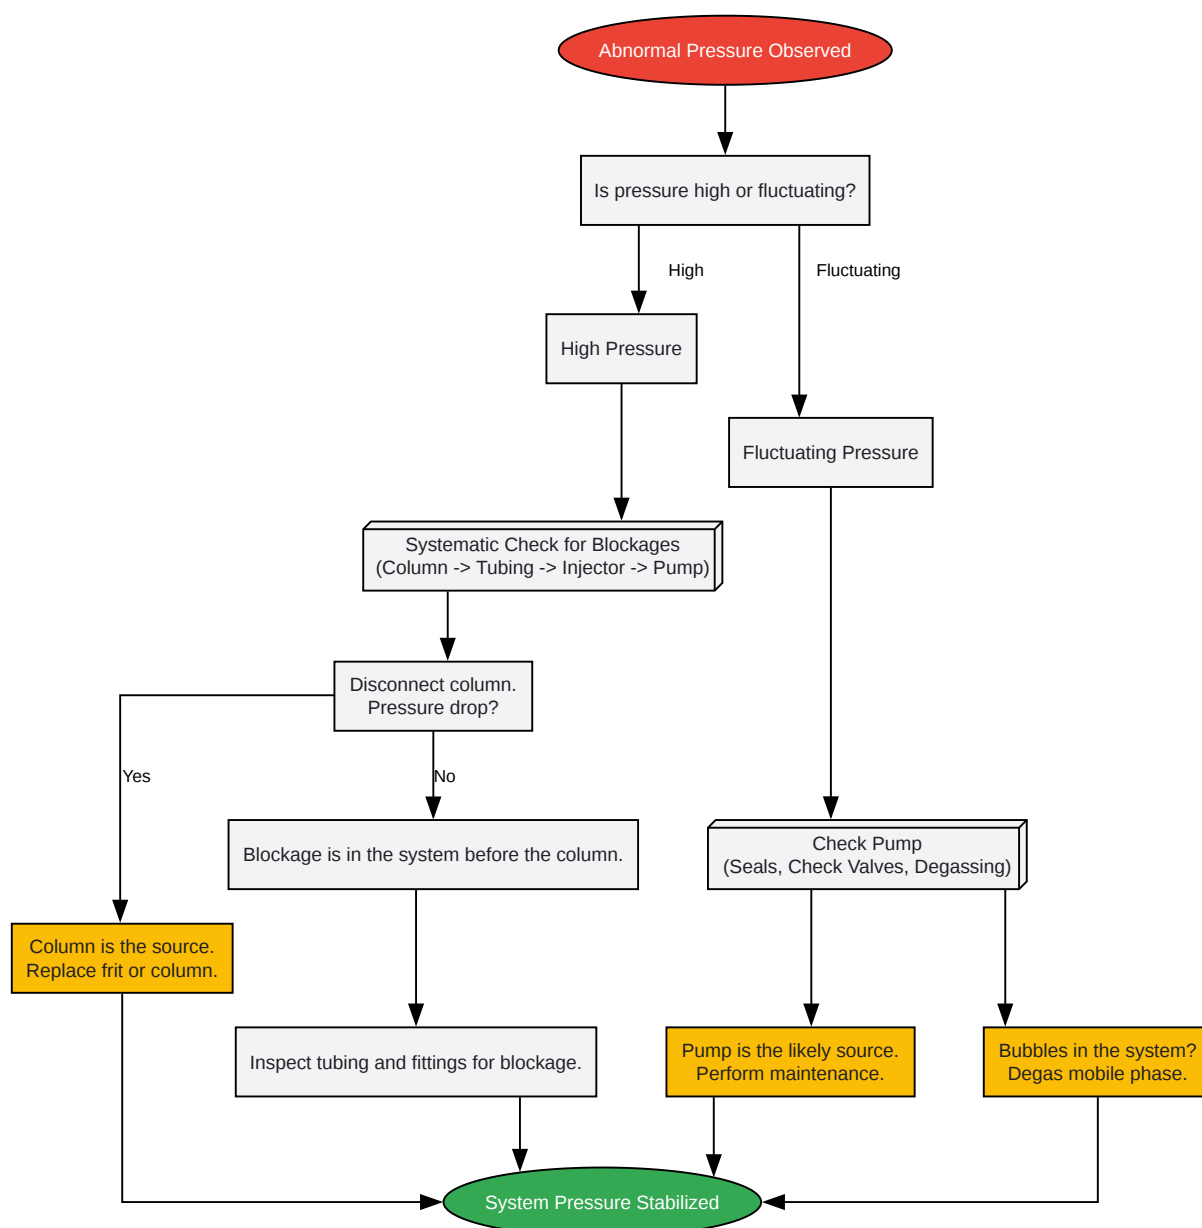 Abnormal Pressure Observed
Is pressure high or fluctuating?
High
Fluctuating
High Pressure
Fluctuating Pressure
Systematic Check for Blockages
(Column -> Tubing -> Injector -> Pump)
Disconnect column.
Pressure drop?
Yes
No
Blockage is in the system before the column.
Check Pump
(Seals, Check Valves, Degassing)
Column is the source.
Replace frit or column.
Inspect tubing and fittings for blockage.
Pump is the likely source.
Perform maintenance.
Bubbles in the system?
Degas mobile phase.
System Pressure Stabilized